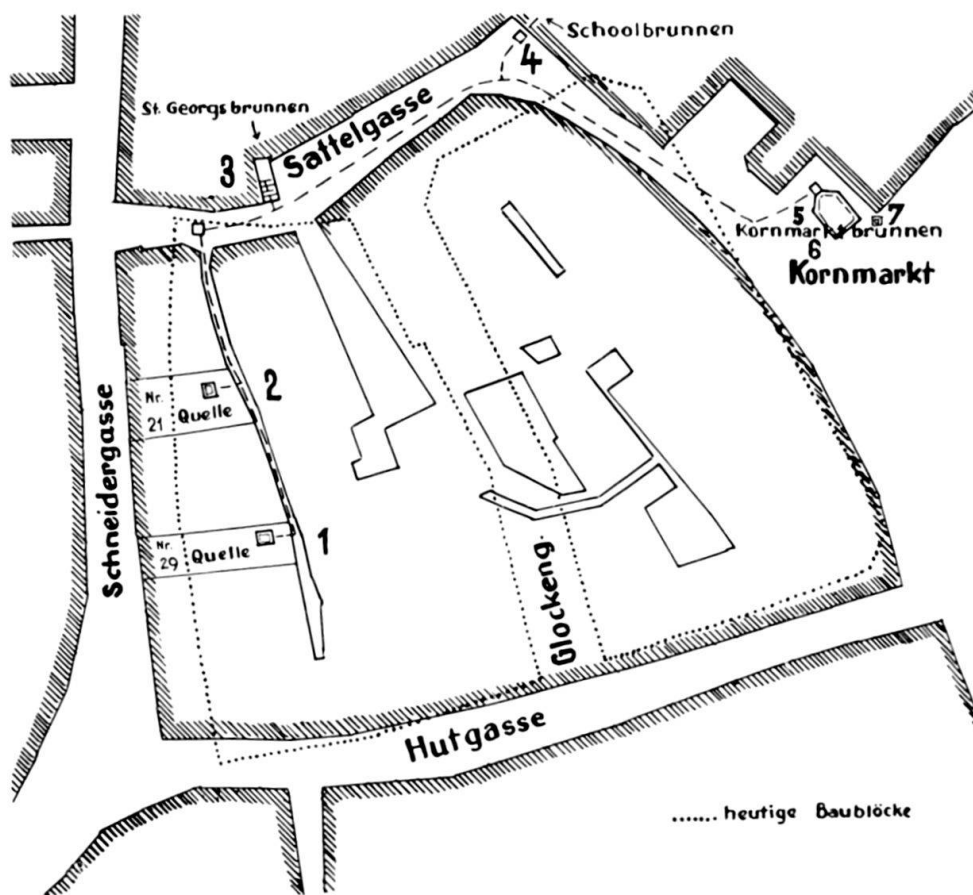 Schoolbrunnen
4
St. Georgsbrunnen
Sattelgasse
3
5
7
Kornmarktbrunnen
6
Kornmarkt
2
Nr.
21 Quelle
Schneidergasse
1
Nr.
29 Quelle
Glockeng.
Hutgasse
....... heutige Baublöcke